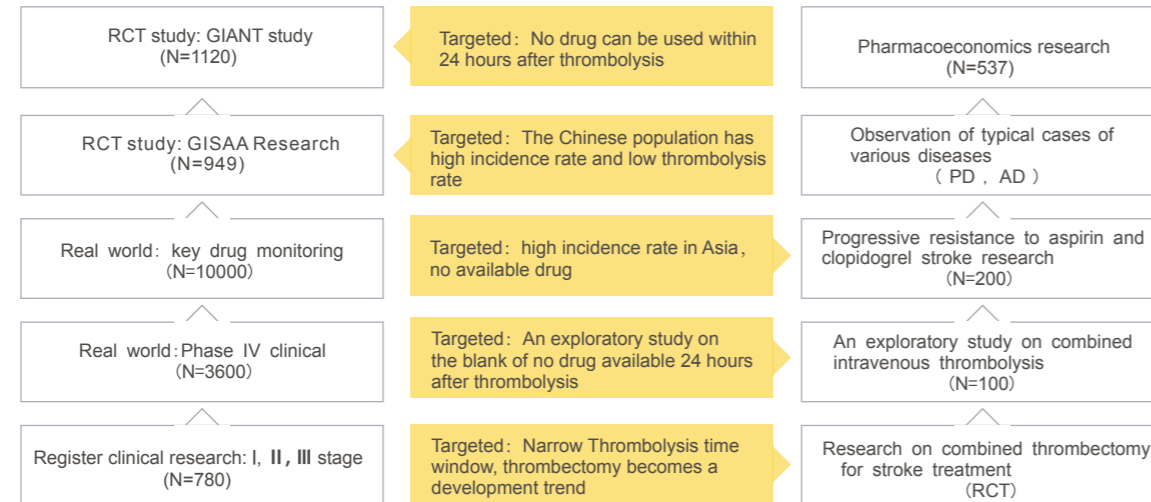 RCT study: GIANT study
(N=1120)
Targeted: No drug can be used within
24 hours after thrombolysis
Pharmacoeconomics research
(N=537)
RCT study: GISAA Research
(N=949)
Targeted: The Chinese population has
high incidence rate and low thrombolysis
rate
Observation of typical cases of
various diseases
( PD , AD )
Real world: key drug monitoring
(N=10000)
Targeted: high incidence rate in Asia,
no available drug
Progressive resistance to aspirin and
clopidogrel stroke research
(N=200)
Real world:Phase IV clinical
(N=3600)
Targeted: An exploratory study on
the blank of no drug available 24 hours
after thrombolysis
An exploratory study on combined
intravenous thrombolysis
(N=100)
Register clinical research: I, II, III stage
(N=780)
Targeted: Narrow Thrombolysis time
window, thrombectomy becomes a
development trend
Research on combined thrombectomy
for stroke treatment
(RCT)